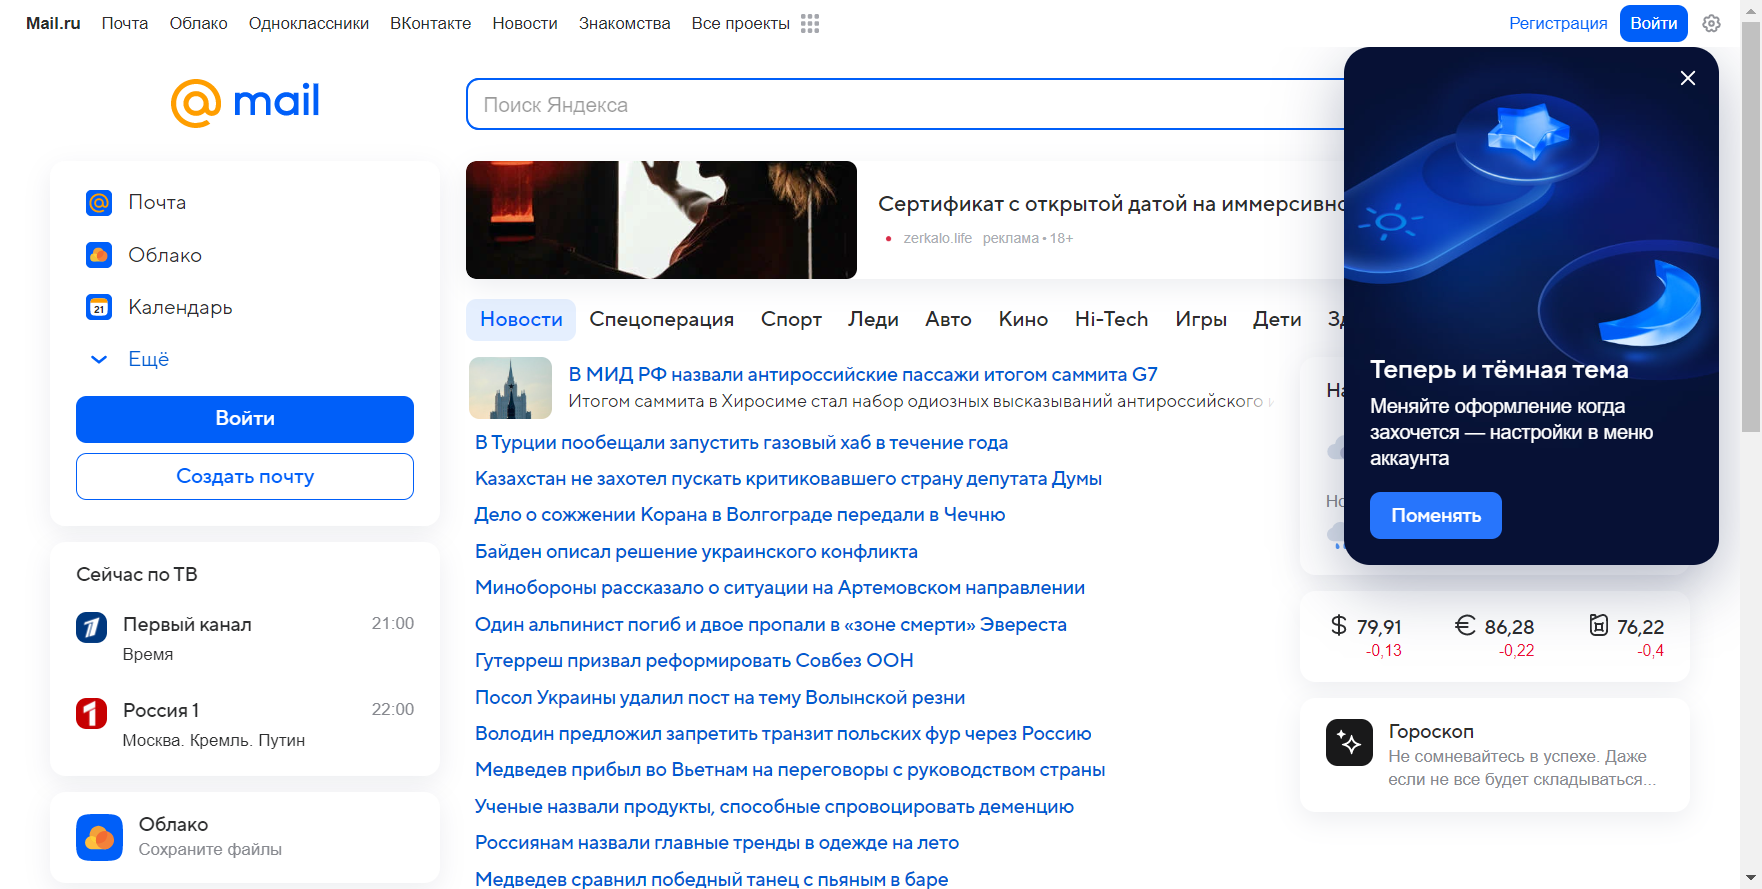 Mail.ru Почта Облако Одноклассники ВКонтакте Новости Знакомства Все проекты
Регистрация Войти
mail
Поиск Яндекса
Почта
Облако
21 Календарь
Ещё
Войти
Создать почту
Сейчас по ТВ
Первый канал 21:00
Время
Россия 1 22:00
Москва. Кремль. Путин
Облако
Сохраните файлы
Сертификат с открытой датой на
zerkalo.life реклама • 18+
Новости Спецоперация Спорт Леди Авто Кино Hi-Tech Игры Дети
В МИД РФ назвали антироссийские пассажи итогом саммита G7
Итогом саммита в Хиросиме стал набор одиозных высказываний антироссийского и
В Турции пообещали запустить газовый хаб в течение года
Казахстан не захотел пускать критиковавшего страну депутата Думы
Дело о сожжении Корана в Волгограде передали в Чечню
Байден описал решение украинского конфликта
Минобороны рассказало о ситуации на Артемовском направлении
Один альпинист погиб и двое пропали в «зоне смерти» Эвереста
Гутерреш призвал реформировать Совбез ООН
Посол Украины удалил пост на тему Волынской резни
Володин предложил запретить транзит польских фур через Россию
Медведев прибыл во Вьетнам на переговоры с руководством страны
Ученые назвали продукты, способные спровоцировать деменцию
Россиянам назвали главные тренды в одежде на лето
Медведев сравнил победный танец с пьяным в баре
Теперь и тёмная тема
Меняйте оформление когда
захочется — настройки в меню
аккаунта
Поменять
$ 79,91 € 86,28 76,22
-0,13 -0,22 -0,4
Гороскоп
Не сомневайтесь в успехе. Даже
если не все будет складываться...